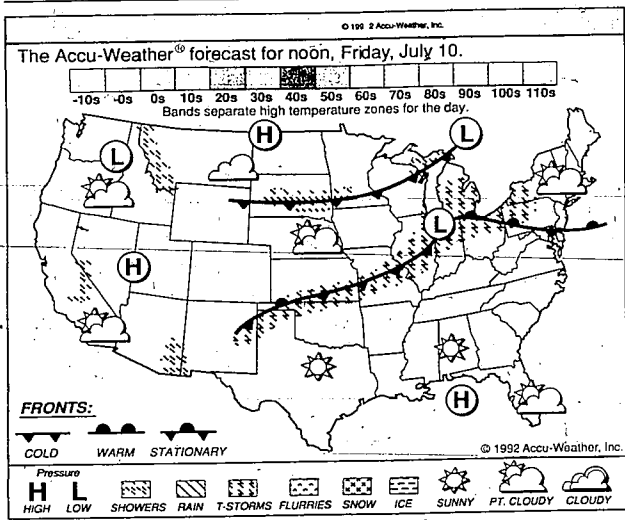 © 199 2 Accu-Weather, Inc.
The Accu-Weather® forecast for noon, Friday, July 10.
-10s -0s 0s 10s 20s 30s 40s 50s 60s 70s 80s 90s 100s 110s
Bands separate high temperature zones for the day.
H
L
L
L
H
H
FRONTS:
COLD WARM STATIONARY
© 1992 Accu-Weather, Inc.
Pressure
H L
HIGH LOW SHOWERS RAIN T-STORMS FLURRIES SNOW ICE SUNNY PT. CLOUDY CLOUDY